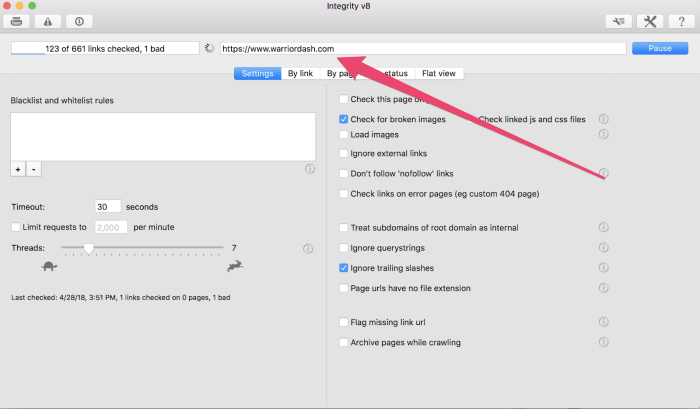 Integrity v8
123 of 661 links checked, 1 bad
https://www.warriordash.com
Pause
Settings By link By page status Flat view
Blacklist and whitelist rules
+ -
Timeout: 30 seconds
Limit requests to 2,000 per minute
Threads: 7
Last checked: 4/28/18, 3:51 PM, 1 links checked on 0 pages, 1 bad
Check this page only
Check for broken images Check linked js and css files
Load images
Ignore external links
Don't follow 'nofollow' links
Check links on error pages (eg custom 404 page)
Treat subdomains of root domain as internal
Ignore querystrings
Ignore trailing slashes
Page urls have no file extension
Flag missing link url
Archive pages while crawling